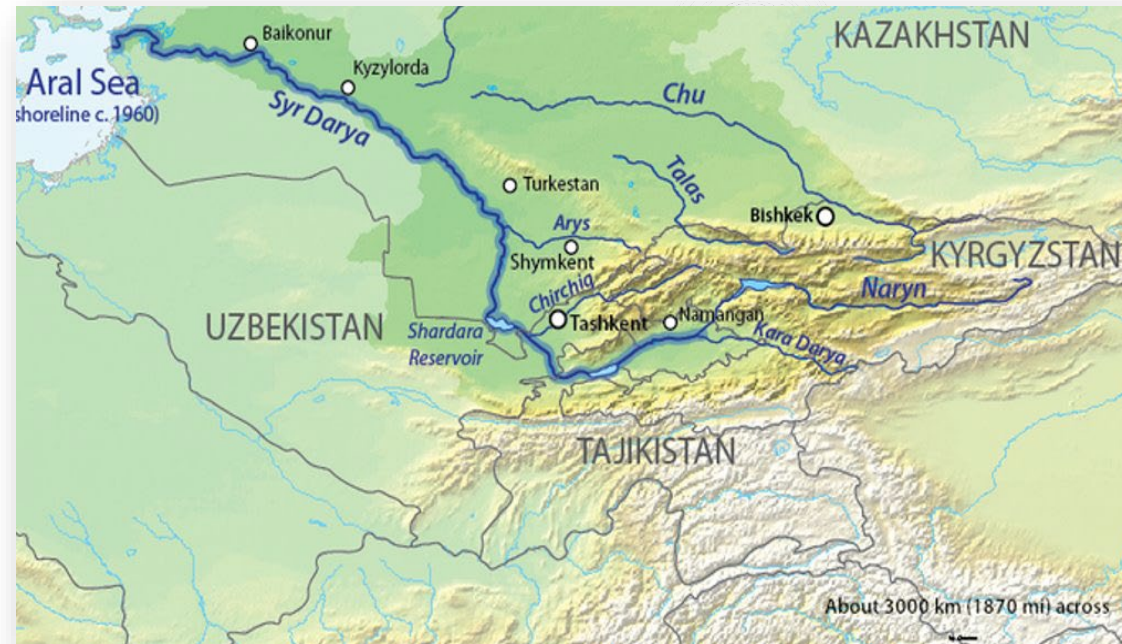 KAZAKHSTAN
Baikonur
Kyzylorda
Aral Sea
shoreline c. 1960)
Syr Darya
Chu
Talas
Turkestan
Bishkek
Arys
Shymkent
KYRGYZSTAN
Chirchiq
Naryn
UZBEKISTAN
Shardara
Reservoir
Tashkent
Namangan
Kara Darya
TAJIKISTAN
About 3000 km (1870 mi) across